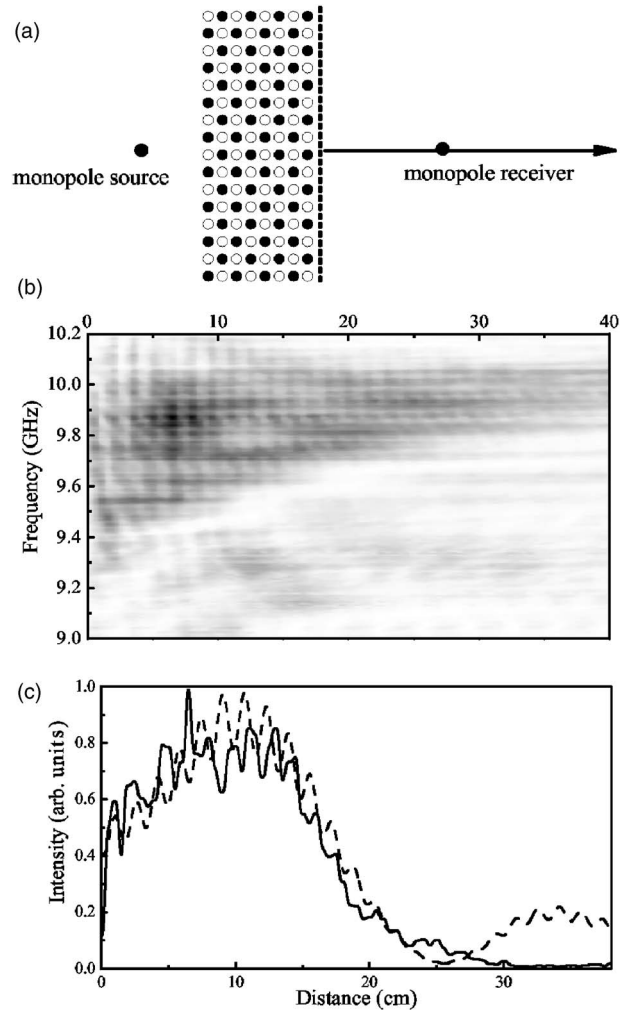 (a)
monopole source
monopole receiver
(b)
0 10 20 30 40
10.2
10.0
9.8
9.6
9.4
9.2
9.0
Frequency (GHz)
(c)
1.0
0.8
0.6
0.4
0.2
0.0
Intensity (arb. units)
0 10 20 30
Distance (cm)